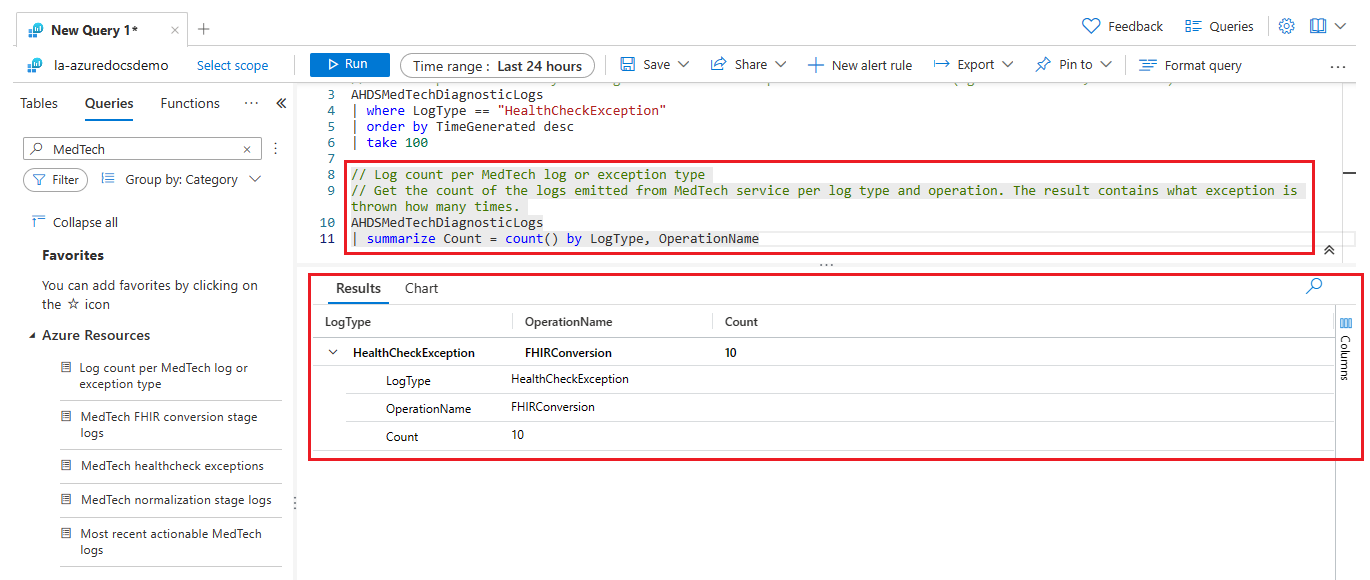 New Query 1*
Feedback
Queries
la-azuredocsdemo
Select scope
Run
Time range : Last 24 hours
Save
Share
New alert rule
Export
Pin to
Format query
Tables
Queries
Functions
MedTech
Filter
Group by: Category
Collapse all
Favorites
You can add favorites by clicking on
the ☆ icon
Azure Resources
Log count per MedTech log or
exception type
MedTech FHIR conversion stage
logs
MedTech healthcheck exceptions
MedTech normalization stage logs
Most recent actionable MedTech
logs
3 AHDSMedTechDiagnosticLogs
4 | where LogType == "HealthCheckException"
5 | order by TimeGenerated desc
6 | take 100
7
8 // Log count per MedTech log or exception type
9 // Get the count of the logs emitted from MedTech service per log type and operation. The result contains what exception is
thrown how many times.
10 AHDSMedTechDiagnosticLogs
11 | summarize Count = count() by LogType, OperationName
Results
Chart
LogType
OperationName
Count
HealthCheckException
FHIRConversion
10
LogType
HealthCheckException
OperationName
FHIRConversion
Count
10
Columns